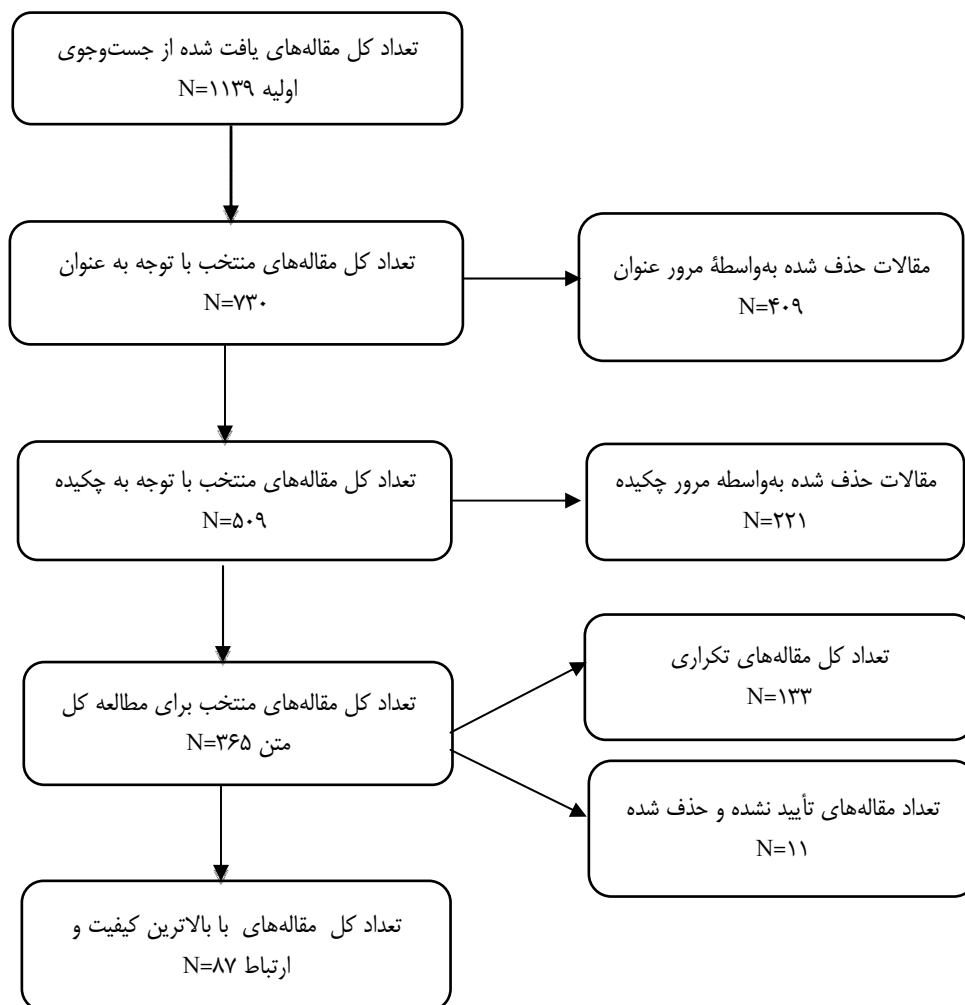 تعداد کل مقاله‌های یافت شده از جست‌وجوی
اولیه N=۱۱۳۹
تعداد کل مقاله‌های منتخب با توجه به عنوان
N=۷۳۰
مقالات حذف شده به‌واسطهٔ مرور عنوان
N=۴۰۹
تعداد کل مقاله‌های منتخب با توجه به چکیده
N=۵۰۹
مقالات حذف شده به‌واسطه مرور چکیده
N=۲۲۱
تعداد کل مقاله‌های منتخب برای مطالعه کل
متن N=۳۶۵
تعداد کل مقاله‌های تکراری
N=۱۳۳
تعداد مقاله‌های تأیید نشده و حذف شده
N=۱۱
تعداد کل مقاله‌های با بالاترین کیفیت و
ارتباط N=۸۷